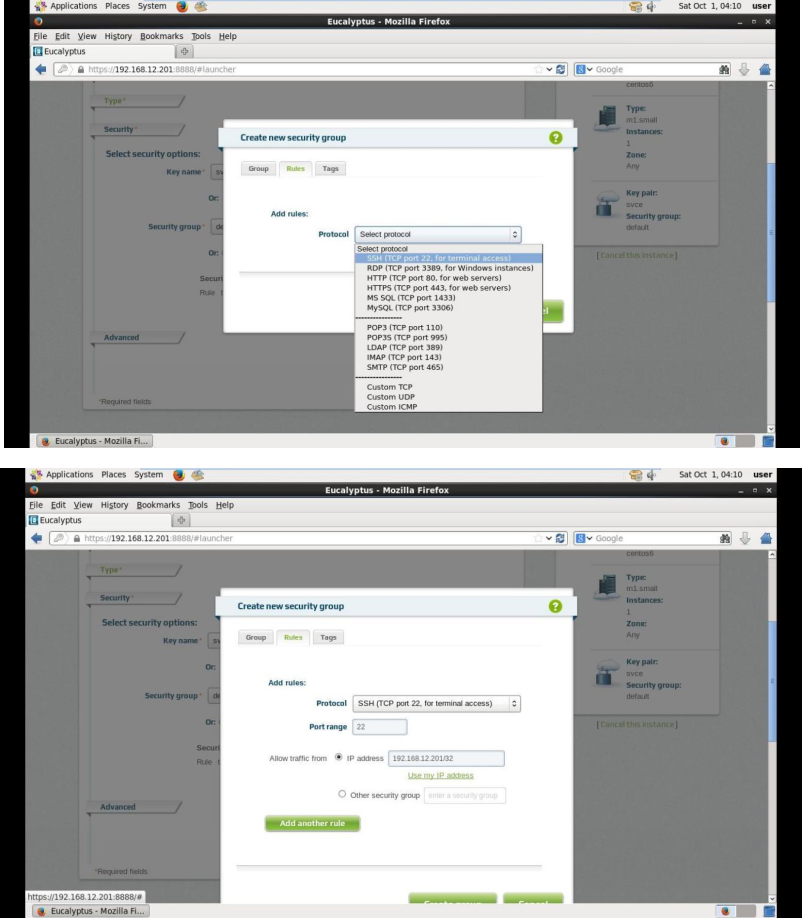 Applications Places System Sat Oct 1, 04:10 user
Eucalyptus - Mozilla Firefox
File Edit View History Bookmarks Tools Help
Eucalyptus
https://192.168.12.201:8888/#launcher Google
centos6
Type*
Type:
m1.small
Security*
Instances:
1
Create new security group
Select security options:
Zone:
Any
Group Rules Tags
Key name*
Key pair:
svce
Or:
Add rules:
Security group:
default
Security group* de
Protocol Select protocol
Select protocol
Or:
SSH (TCP port 22, for terminal access)
[Cancel this instance]
RDP (TCP port 3389, for Windows instances)
HTTP (TCP port 80, for web servers)
Securi
HTTPS (TCP port 443, for web servers)
Rule t
MS SQL (TCP port 1433)
MySQL (TCP port 3306)
----------------
POP3 (TCP port 110)
Advanced
POP3S (TCP port 995)
LDAP (TCP port 389)
IMAP (TCP port 143)
SMTP (TCP port 465)
----------------
Custom TCP
Custom UDP
*Required fields
Custom ICMP
Eucalyptus - Mozilla Fi...
Applications Places System Sat Oct 1, 04:10 user
Eucalyptus - Mozilla Firefox
File Edit View History Bookmarks Tools Help
Eucalyptus
https://192.168.12.201:8888/#launcher Google
centos6
Type*
Type:
m1.small
Security*
Instances:
1
Create new security group
Select security options:
Zone:
Any
Group Rules Tags
Key name*
Key pair:
svce
Or:
Add rules:
Security group:
default
Security group* de
Protocol SSH (TCP port 22, for terminal access)
Or:
Port range 22
[Cancel this instance]
Securi
Rule t
Allow traffic from IP address 192.168.12.201/32
Use my IP address
Other security group enter a security group
Advanced
Add another rule
*Required fields
https://192.168.12.201:8888/#
Create group Cancel
Eucalyptus - Mozilla Fi...